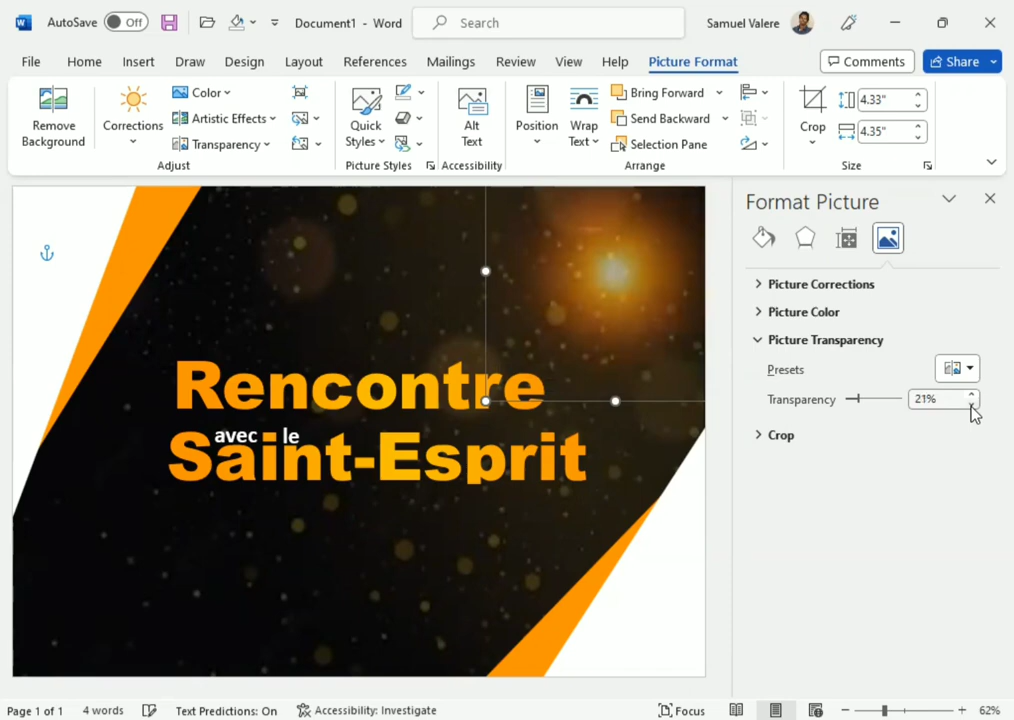 AutoSave Off Document1 - Word Search Samuel Valere
File Home Insert Draw Design Layout References Mailings Review View Help Picture Format Comments Share
Remove Background
Corrections
Color
Artistic Effects
Transparency
Adjust
Quick Styles
Picture Styles
Alt Text
Accessibility
Position
Wrap Text
Bring Forward
Send Backward
Selection Pane
Arrange
Crop
4.33"
4.35"
Size
Rencontre
avec le
Saint-Esprit
Format Picture
Picture Corrections
Picture Color
Picture Transparency
Presets
Transparency 21%
Crop
Page 1 of 1 4 words Text Predictions: On Accessibility: Investigate Focus 62%